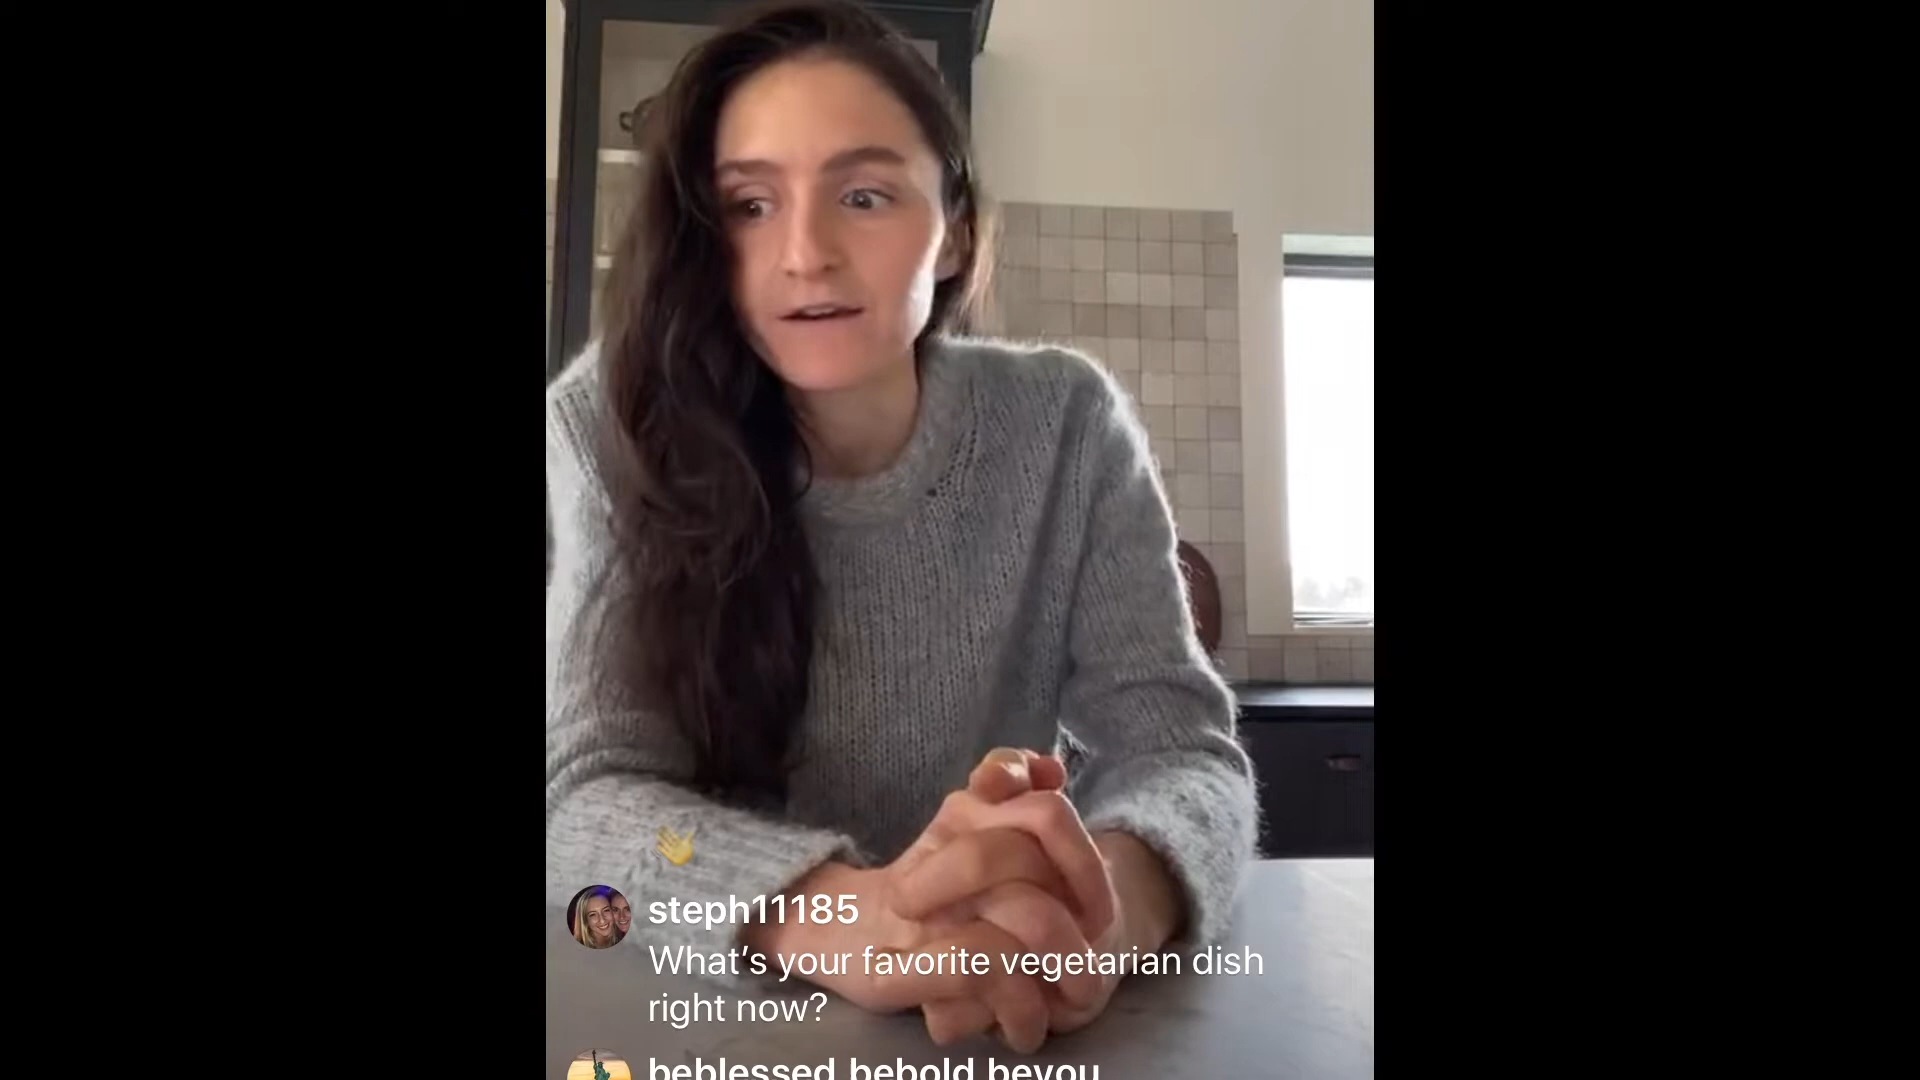 steph11185
What’s your favorite vegetarian dish
right now?
beblessed.bebold.beyou